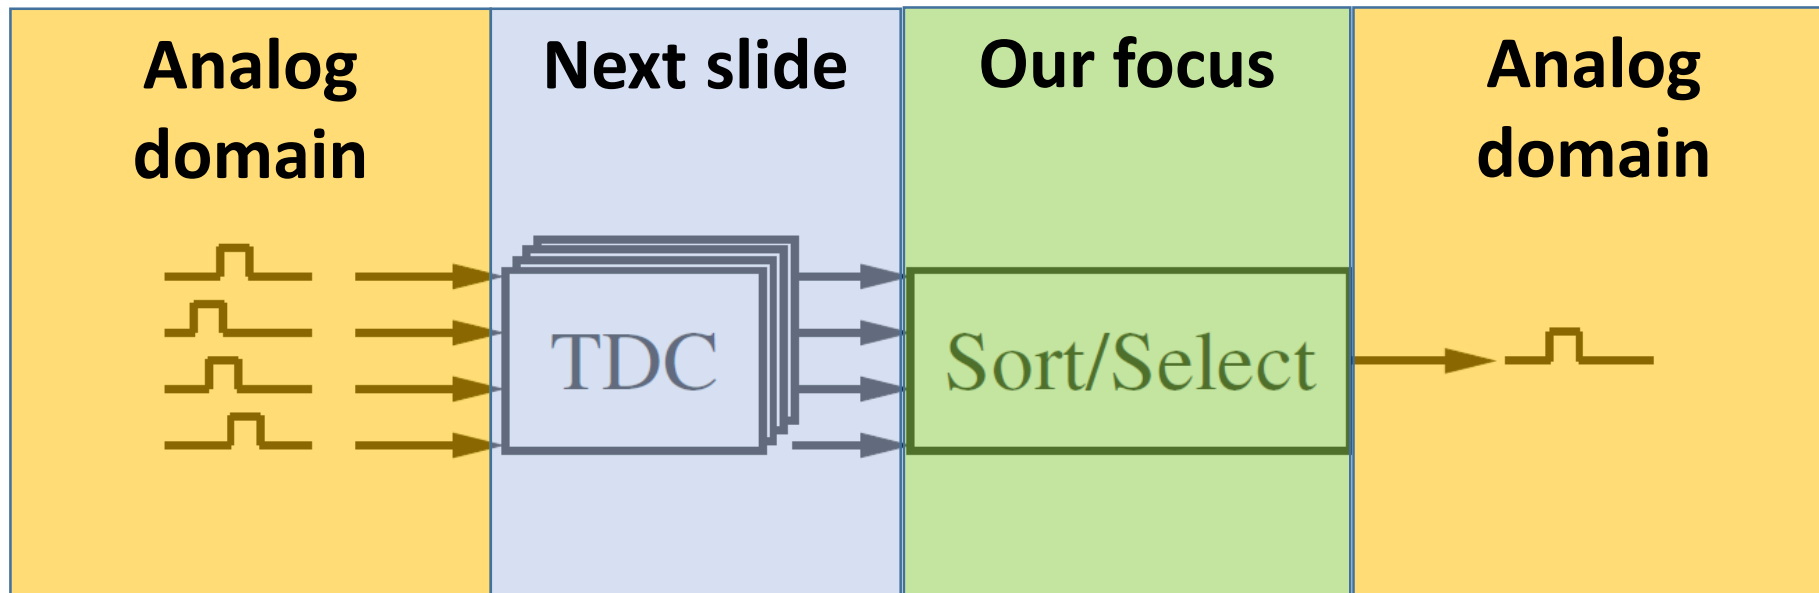 Analog
domain
Next slide
Our focus
Analog
domain
TDC
Sort/Select